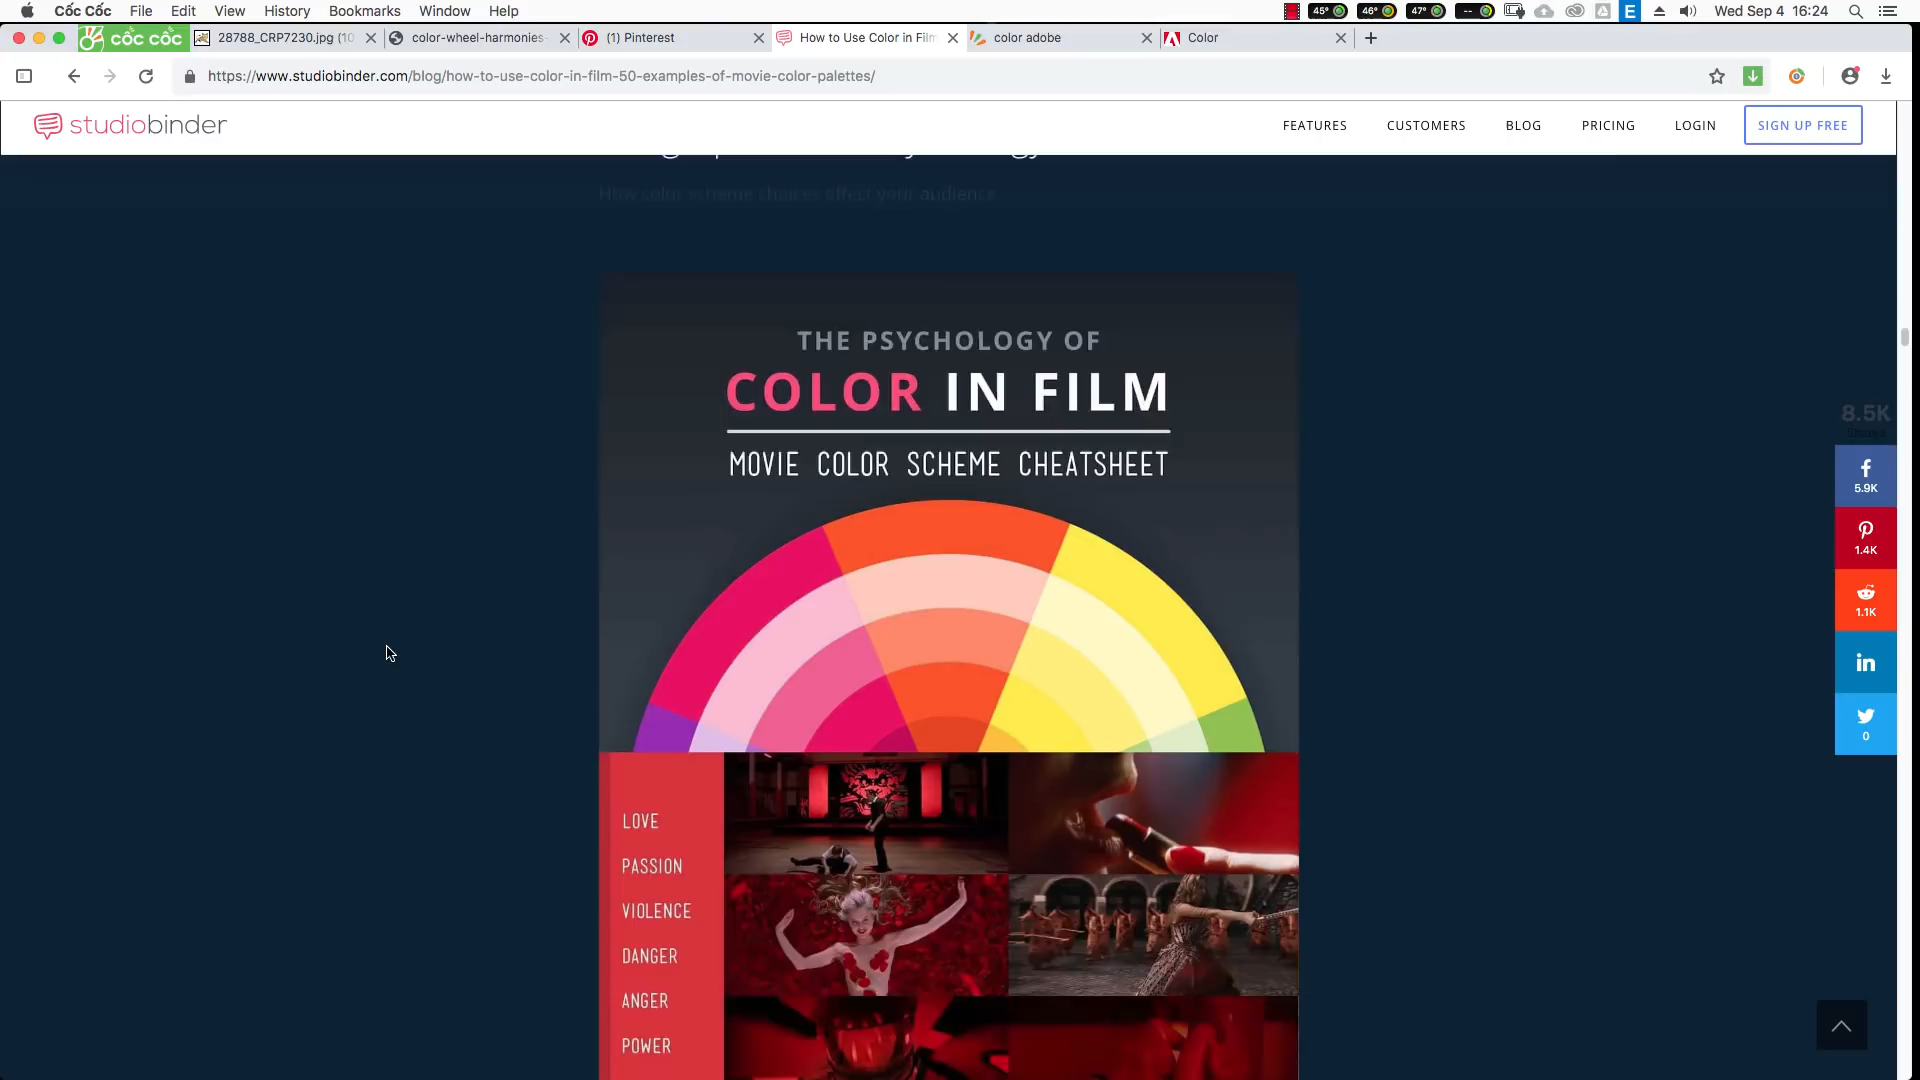 Cốc Cốc File Edit View History Bookmarks Window Help
45° 46° 47° -- E Wed Sep 4 16:24
cốc cốc 28788_CRP7230.jpg (10 color-wheel-harmonies- (1) Pinterest How to Use Color in Film color adobe Color
https://www.studiobinder.com/blog/how-to-use-color-in-film-50-examples-of-movie-color-palettes/
studiobinder FEATURES CUSTOMERS BLOG PRICING LOGIN SIGN UP FREE
How color scheme choices effect your audience
THE PSYCHOLOGY OF
COLOR IN FILM
MOVIE COLOR SCHEME CHEATSHEET
8.5K
Shares
5.9K
1.4K
1.1K
in
0
LOVE
PASSION
VIOLENCE
DANGER
ANGER
POWER